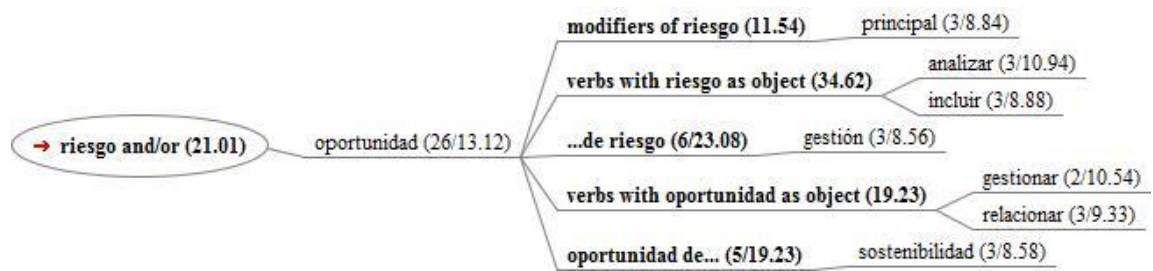 → riesgo and/or (21.01)
oportunidad (26/13.12)
modifiers of riesgo (11.54)
principal (3/8.84)
verbs with riesgo as object (34.62)
analizar (3/10.94)
incluir (3/8.88)
...de riesgo (6/23.08)
gestión (3/8.56)
verbs with oportunidad as object (19.23)
gestionar (2/10.54)
relacionar (3/9.33)
oportunidad de... (5/19.23)
sostenibilidad (3/8.58)